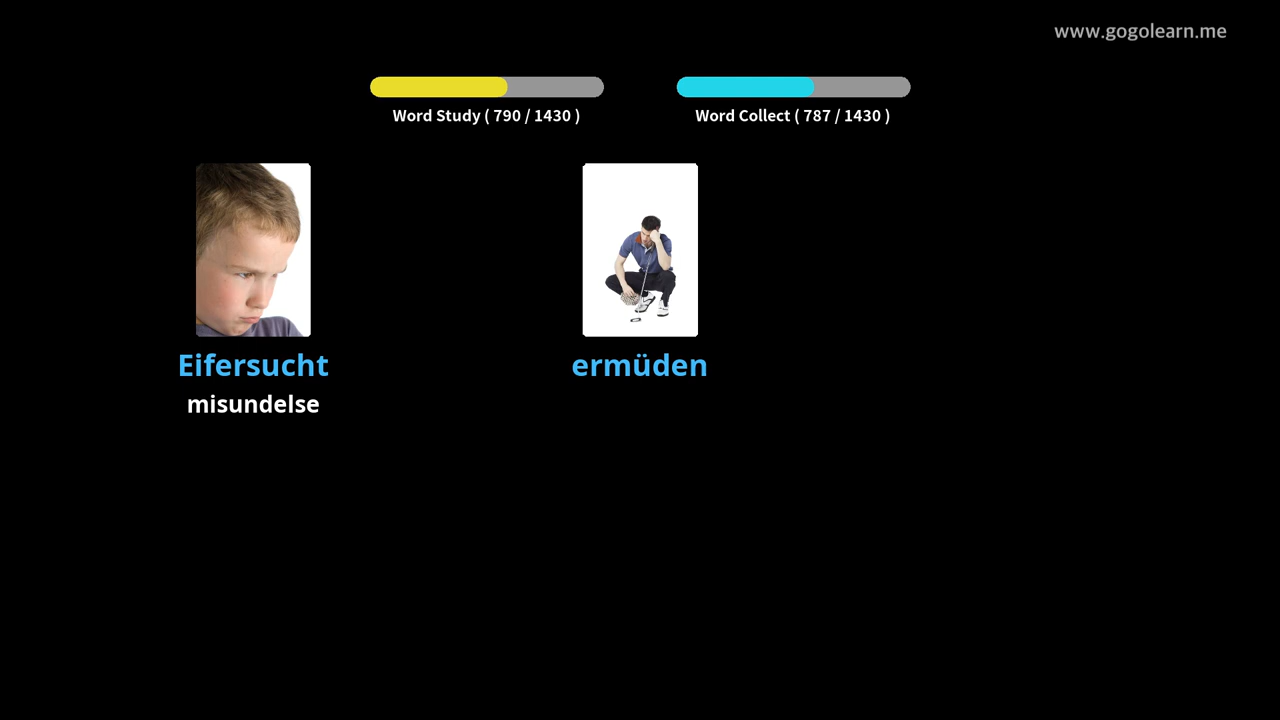 www.gogolearn.me
Word Study ( 790 / 1430 )
Word Collect ( 787 / 1430 )
Eifersucht
ermüden
misundelse